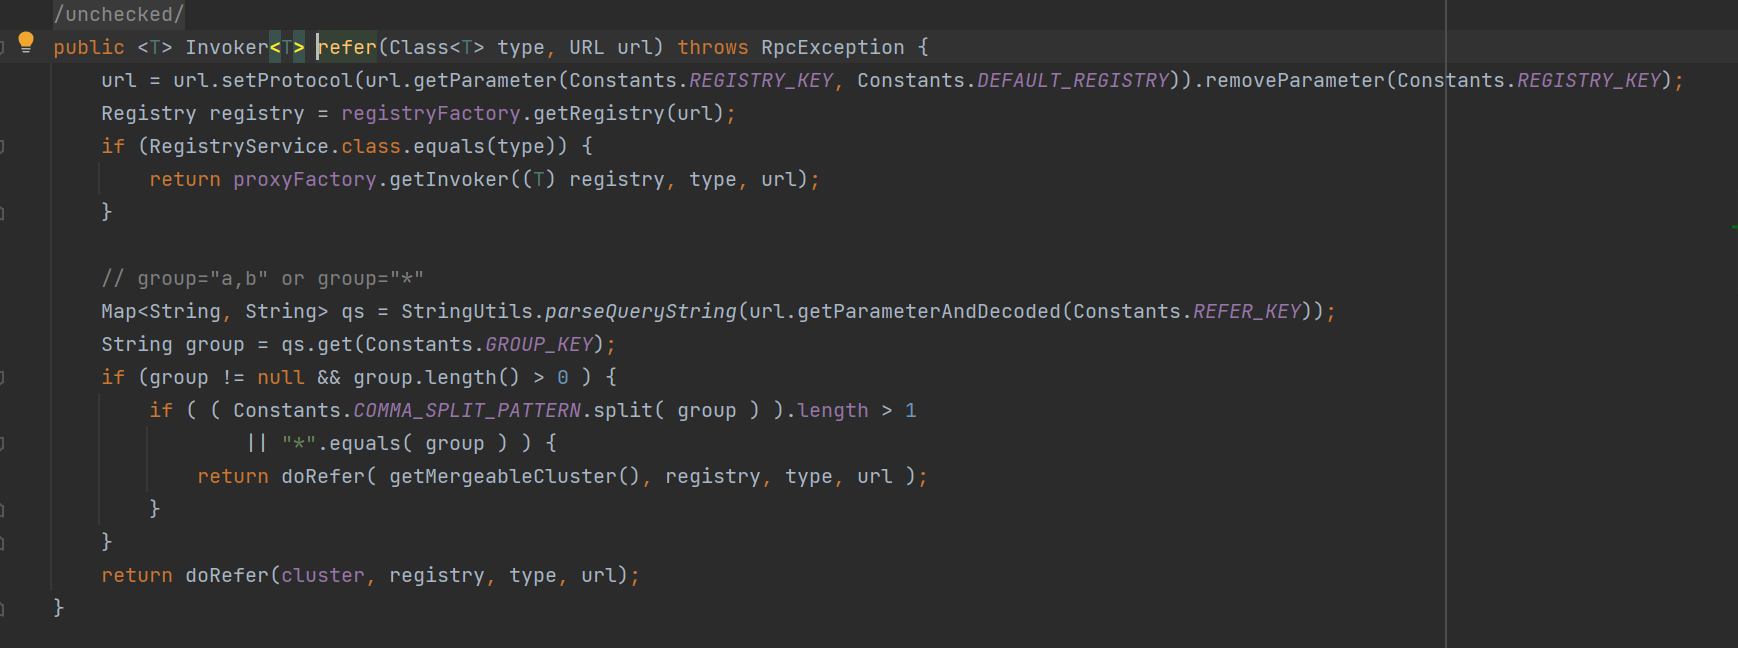 /unchecked/
public <T> Invoker<T> refer(Class<T> type, URL url) throws RpcException {
    url = url.setProtocol(url.getParameter(Constants.REGISTRY_KEY, Constants.DEFAULT_REGISTRY)).removeParameter(Constants.REGISTRY_KEY);
    Registry registry = registryFactory.getRegistry(url);
    if (RegistryService.class.equals(type)) {
        return proxyFactory.getInvoker((T) registry, type, url);
    }
    // group="a,b" or group="*"
    Map<String, String> qs = StringUtils.parseQueryString(url.getParameterAndDecoded(Constants.REFER_KEY));
    String group = qs.get(Constants.GROUP_KEY);
    if (group != null && group.length() > 0 ) {
        if ( ( Constants.COMMA_SPLIT_PATTERN.split( group ) ).length > 1
                || "*".equals( group ) ) {
            return doRefer( getMergeableCluster(), registry, type, url );
        }
    }
    return doRefer(cluster, registry, type, url);
}